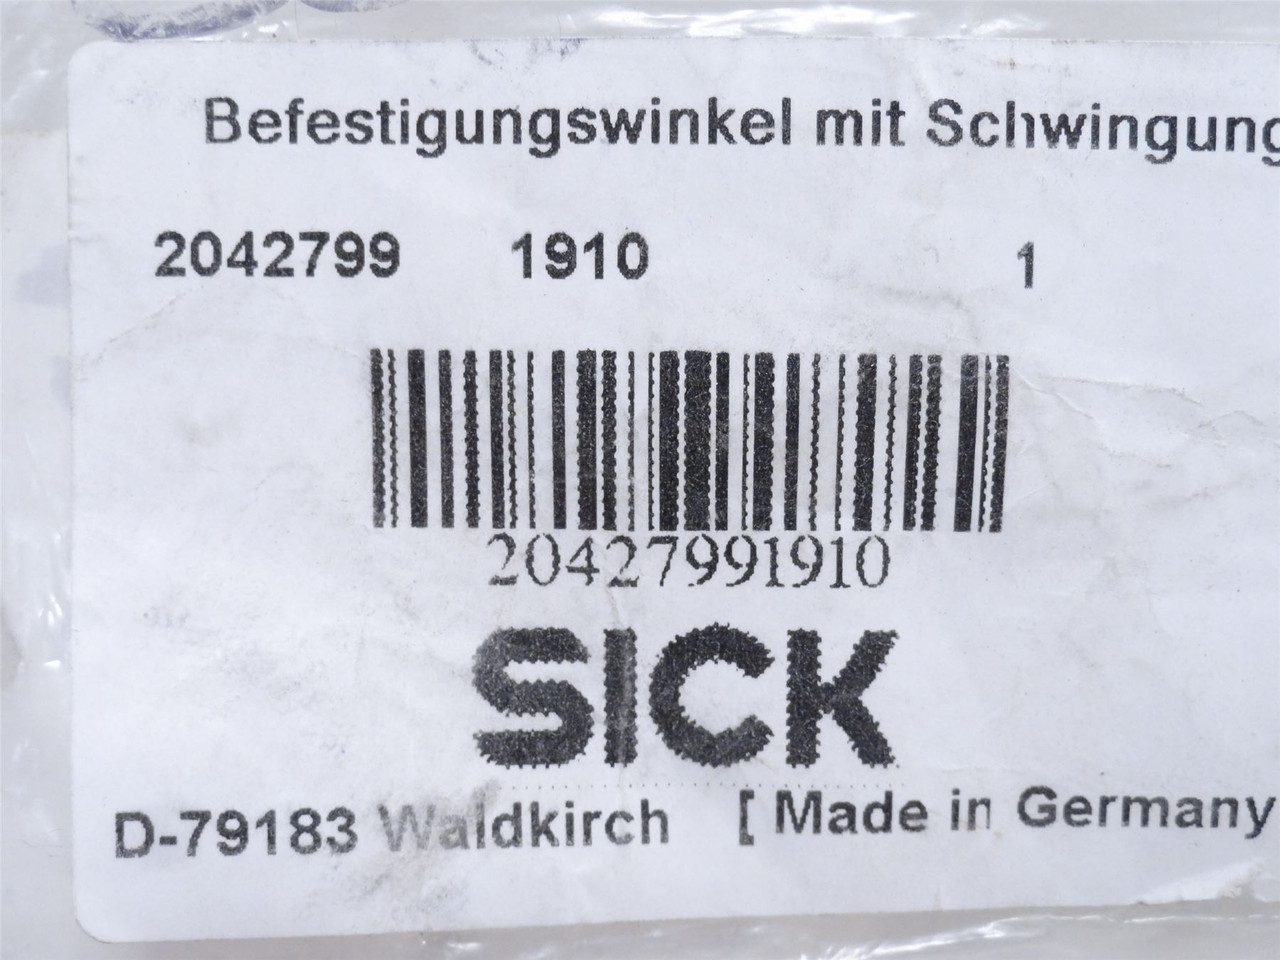 Befestigungswinkel mit Schwingung
2042799 1910 1
20427991910
SICK
D-79183 Waldkirch [ Made in Germany